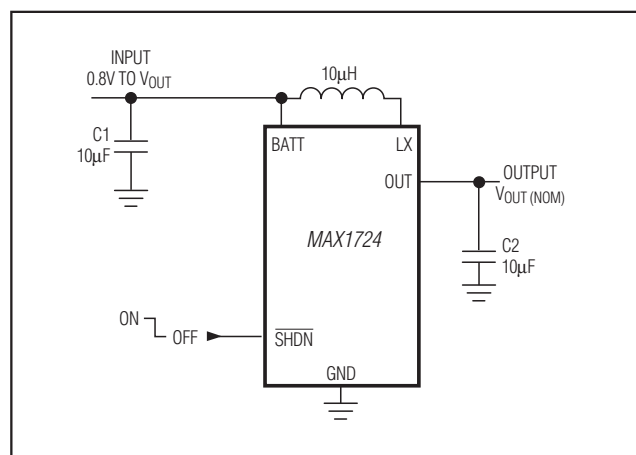 INPUT
0.8V TO VOUT
10µH
C1
10µF
BATT
LX
OUT
OUTPUT
VOUT (NOM)
MAX1724
C2
10µF
ON
OFF
SHDN
GND